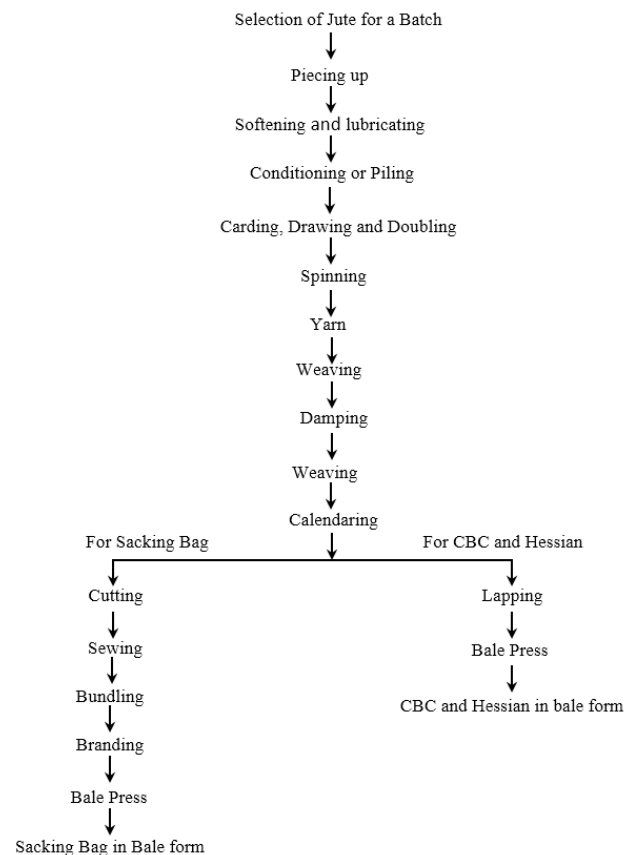 Selection of Jute for a Batch
Piecing up
Softening and lubricating
Conditioning or Piling
Carding, Drawing and Doubling
Spinning
Yarn
Weaving
Damping
Weaving
Calendaring
For Sacking Bag
For CBC and Hessian
Cutting
Sewing
Bundling
Branding
Bale Press
Sacking Bag in Bale form
Lapping
Bale Press
CBC and Hessian in bale form